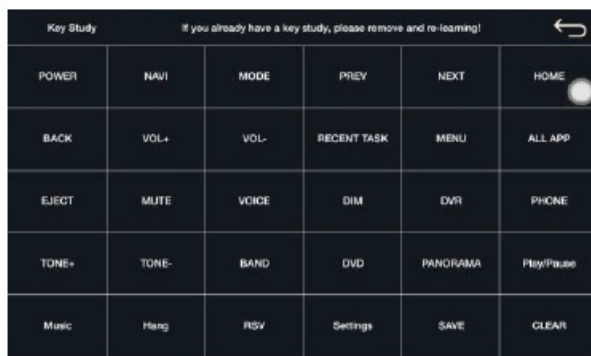 Key Study If you already have a key study, please remove and re-learning!
POWER NAVI MODE PREV NEXT HOME
BACK VOL+ VOL- RECENT TASK MENU ALL APP
EJECT MUTE VOICE DIM DVR PHONE
TONE+ TONE- BAND DVD PANORAMA Play/Pause
Music Hang RSV Settings SAVE CLEAR